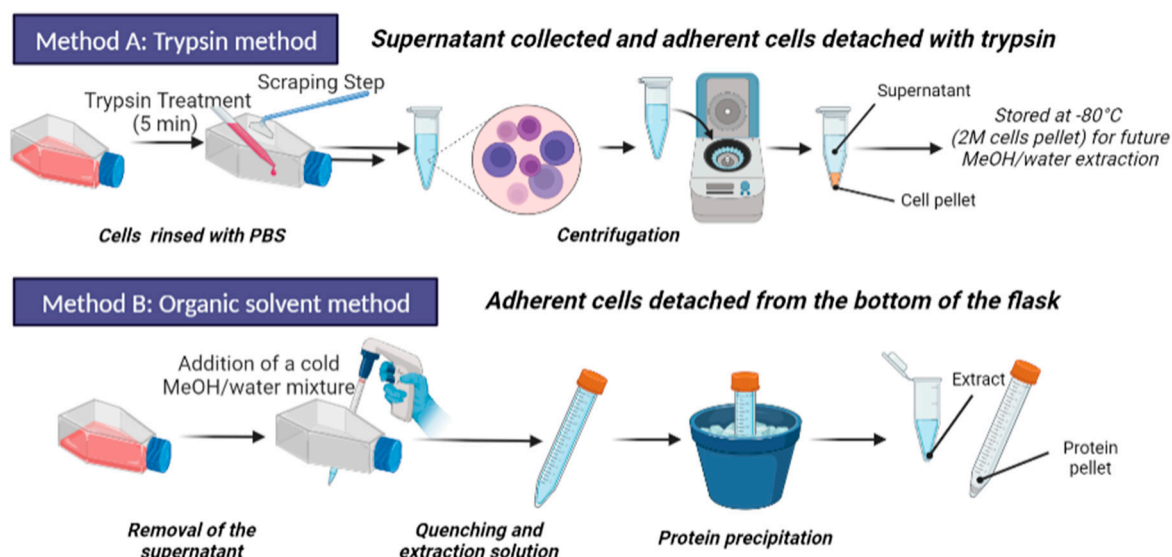 Method A: Trypsin method
Supernatant collected and adherent cells detached with trypsin
Trypsin Treatment
(5 min)
Scraping Step
Supernatant
Stored at -80°C
(2M cells pellet) for future
MeOH/water extraction
Cell pellet
Cells rinsed with PBS
Centrifugation
Method B: Organic solvent method
Adherent cells detached from the bottom of the flask
Addition of a cold
MeOH/water mixture
Extract
Protein
pellet
Removal of the
supernatant
Quenching and
extraction solution
Protein precipitation